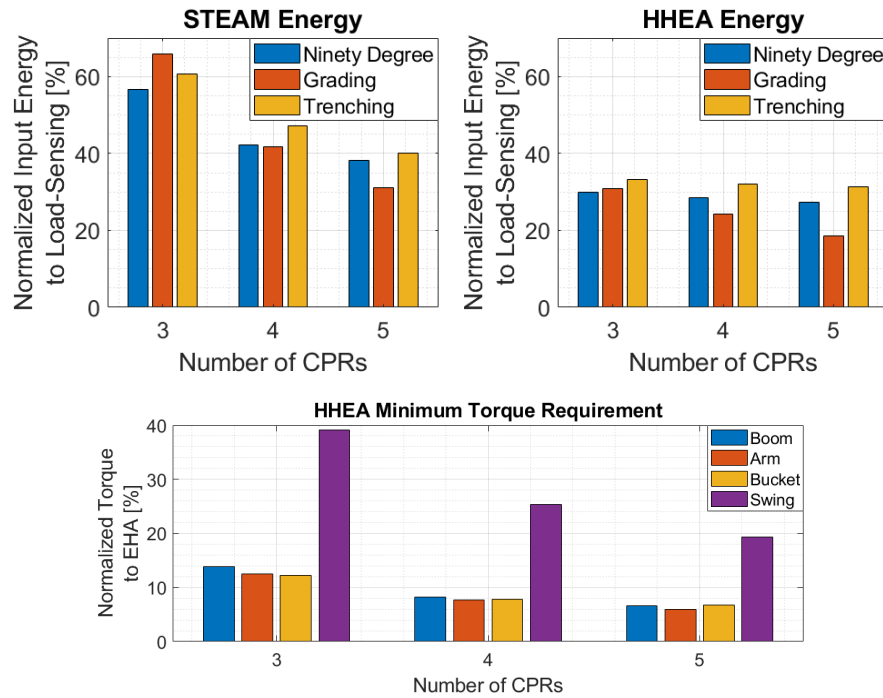 STEAM Energy
Normalized Input Energy
to Load-Sensing [%]
60
40
20
0
Ninety Degree
Grading
Trenching
3 4 5
Number of CPRs
HHEA Energy
Normalized Input Energy
to Load-Sensing [%]
60
40
20
0
Ninety Degree
Grading
Trenching
3 4 5
Number of CPRs
HHEA Minimum Torque Requirement
Normalized Torque
to EHA [%]
40
30
20
10
0
Boom
Arm
Bucket
Swing
3 4 5
Number of CPRs